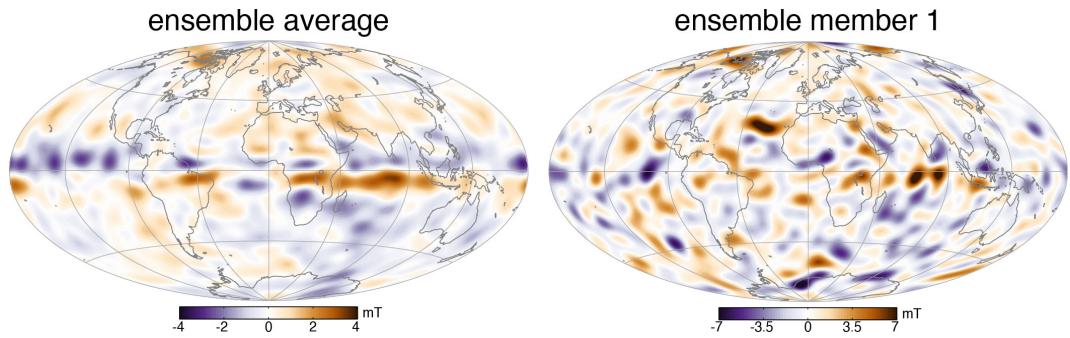 ensemble average
ensemble member 1
-4 -2 0 2 4 mT
-7 -3.5 0 3.5 7 mT